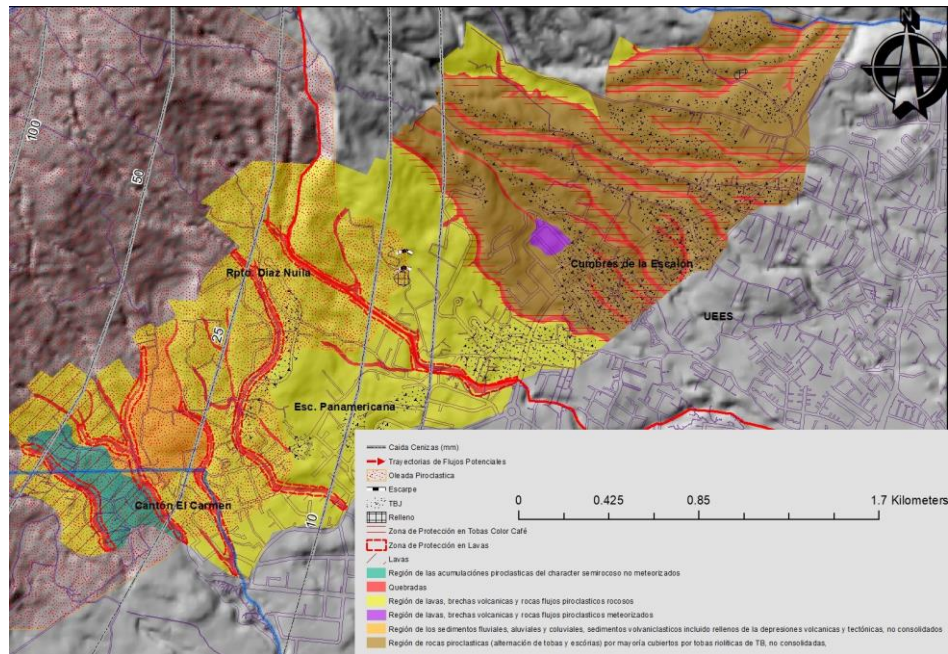 N
100
50
Rpto. Diaz Nuila
Cumbres de la Escalon
UEES
25
Esc. Panamericana
Cantón El Carmen
10
Caida Cenizas (mm)
Trayectorias de Flujos Potenciales
Oleada Piroclastica
Escarpe
TBJ
Relleno
Zona de Protección en Tobas Color Café
Zona de Protección en Lavas
Lavas
Región de las acumulaciónes piroclasticas del character semirocoso no meteorizados
Quebradas
Región de lavas, brechas volcanicas y rocas flujos piroclasticos rocosos
Región de lavas, brechas volcanicas y rocas flujos piroclasticos meteorizados
Región de los sedimentos fluviales, aluviales y coluviales, sedimentos volvaniclasticos incluido rellenos de la depresiones volcanicas y tectónicas, no consolidados
Región de rocas piroclasticas (alternación de tobas y escórias) por mayoría cubiertos por tobas riolíticas de TB, no consolidadas,
0 0.425 0.85 1.7 Kilometers